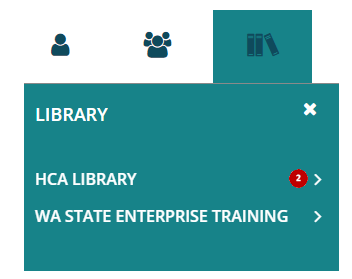 LIBRARY
HCA LIBRARY 2
WA STATE ENTERPRISE TRAINING